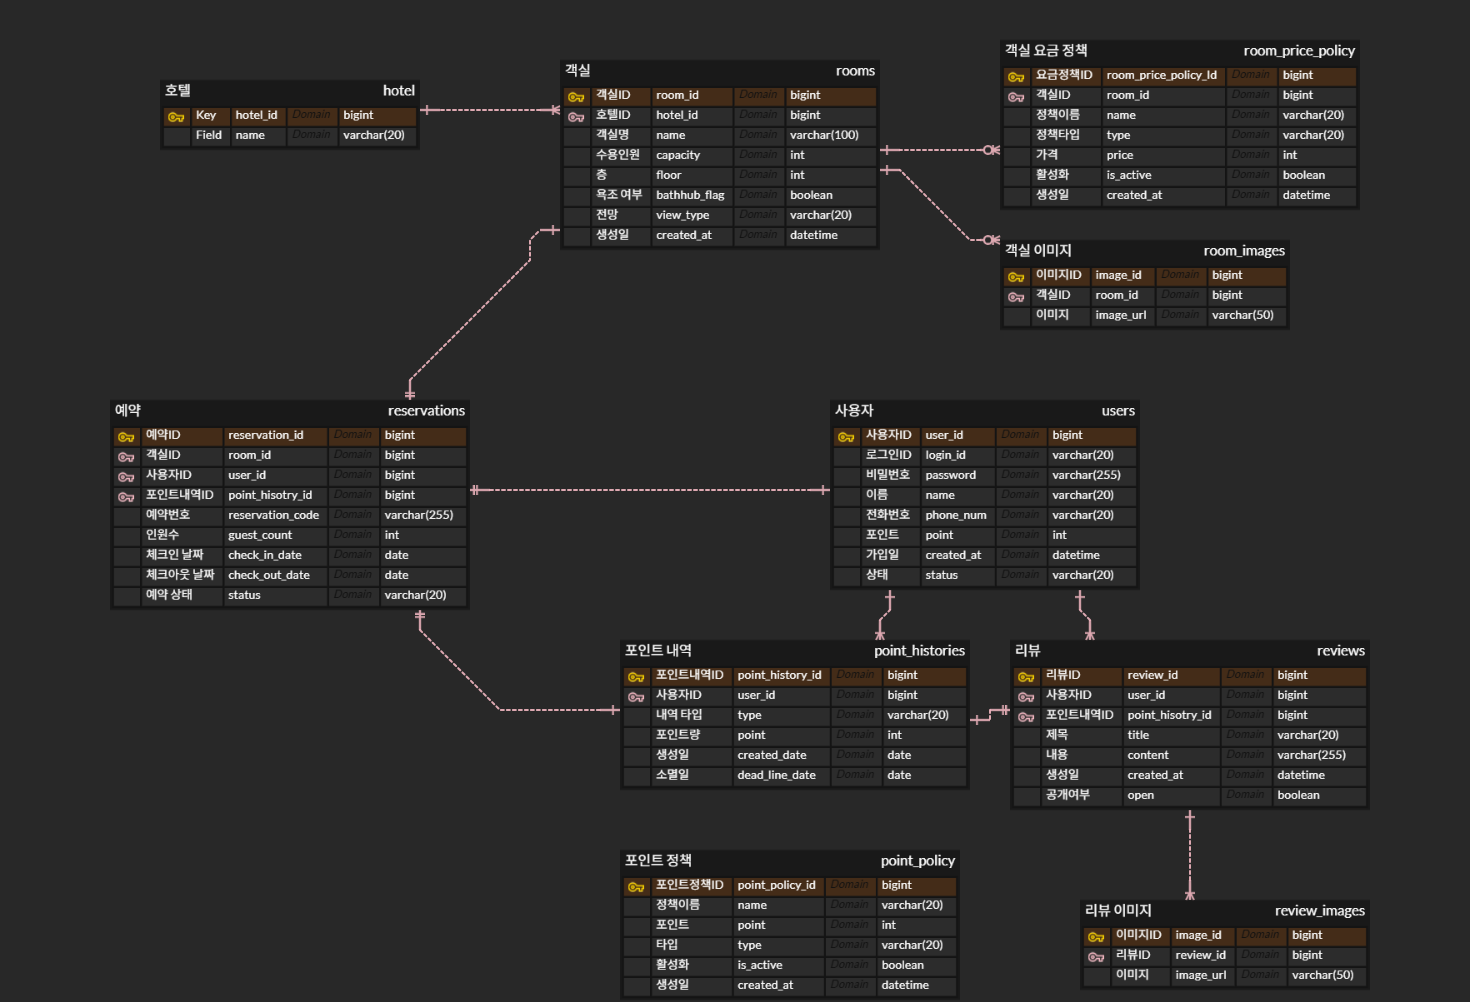 호텔 hotel
Key hotel_id Domain bigint
Field name Domain varchar(20)
객실 rooms
객실ID room_id Domain bigint
호텔ID hotel_id Domain bigint
객실명 name Domain varchar(100)
수용인원 capacity Domain int
층 floor Domain int
욕조 여부 bathhub_flag Domain boolean
전망 view_type Domain varchar(20)
생성일 created_at Domain datetime
객실 요금 정책 room_price_policy
요금정책ID room_price_policy_Id Domain bigint
객실ID room_id Domain bigint
정책이름 name Domain varchar(20)
정책타입 type Domain varchar(20)
가격 price Domain int
활성화 is_active Domain boolean
생성일 created_at Domain datetime
객실 이미지 room_images
이미지ID image_id Domain bigint
객실ID room_id Domain bigint
이미지 image_url Domain varchar(50)
예약 reservations
예약ID reservation_id Domain bigint
객실ID room_id Domain bigint
사용자ID user_id Domain bigint
포인트내역ID point_hisotry_id Domain bigint
예약번호 reservation_code Domain varchar(255)
인원수 guest_count Domain int
체크인 날짜 check_in_date Domain date
체크아웃 날짜 check_out_date Domain date
예약 상태 status Domain varchar(20)
사용자 users
사용자ID user_id Domain bigint
로그인ID login_id Domain varchar(20)
비밀번호 password Domain varchar(255)
이름 name Domain varchar(20)
전화번호 phone_num Domain varchar(20)
포인트 point Domain int
가입일 created_at Domain datetime
상태 status Domain varchar(20)
포인트 내역 point_histories
포인트내역ID point_history_id Domain bigint
사용자ID user_id Domain bigint
내역 타입 type Domain varchar(20)
포인트량 point Domain int
생성일 created_date Domain date
소멸일 dead_line_date Domain date
리뷰 reviews
리뷰ID review_id Domain bigint
사용자ID user_id Domain bigint
포인트내역ID point_hisotry_id Domain bigint
제목 title Domain varchar(20)
내용 content Domain varchar(255)
생성일 created_at Domain datetime
공개여부 open Domain boolean
포인트 정책 point_policy
포인트정책ID point_policy_id Domain bigint
정책이름 name Domain varchar(20)
포인트 point Domain int
타입 type Domain varchar(20)
활성화 is_active Domain boolean
생성일 created_at Domain datetime
리뷰 이미지 review_images
이미지ID image_id Domain bigint
리뷰ID review_id Domain bigint
이미지 image_url Domain varchar(50)